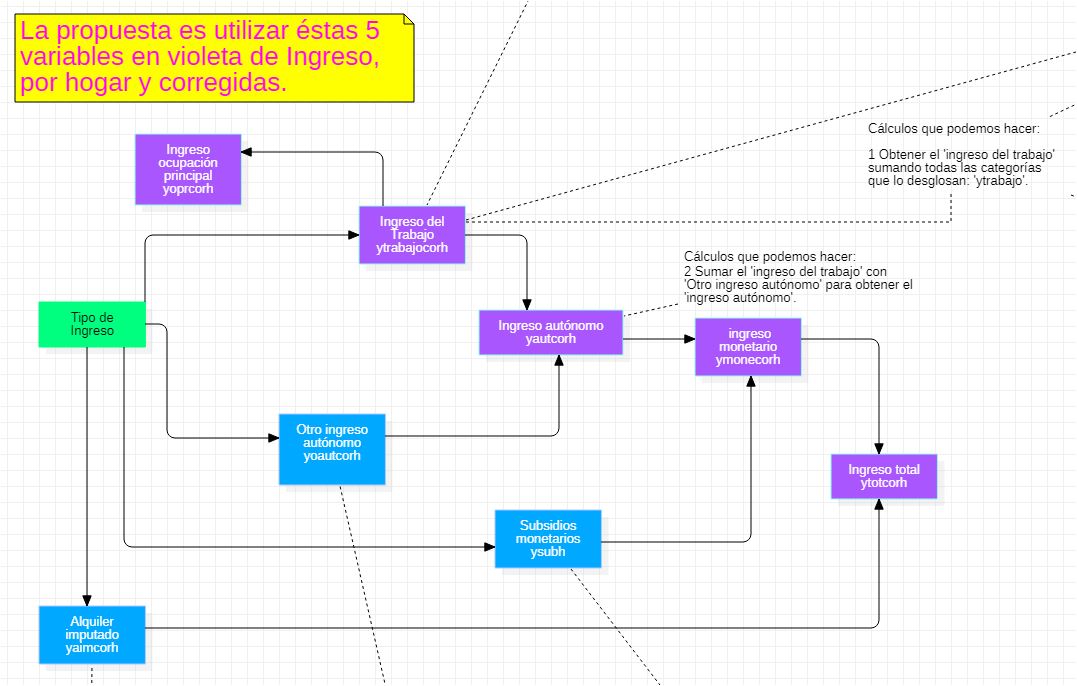 La propuesta es utilizar éstas 5
variables en violeta de Ingreso,
por hogar y corregidas.
Cálculos que podemos hacer:
1 Obtener el 'ingreso del trabajo'
sumando todas las categorías
que lo desglosan: 'ytrabajo'.
Ingreso
ocupación
principal
yoprcorh
Ingreso del
Trabajo
ytrabajocorh
Cálculos que podemos hacer:
2 Sumar el 'ingreso del trabajo' con
'Otro ingreso autónomo' para obtener el
'ingreso autónomo'.
Tipo de
Ingreso
Ingreso autónomo
yautcorh
ingreso
monetario
ymonecorh
Otro ingreso
autónomo
yoautcorh
Ingreso total
ytotcorh
Subsidios
monetarios
ysubh
Alquiler
imputado
yaimcorh